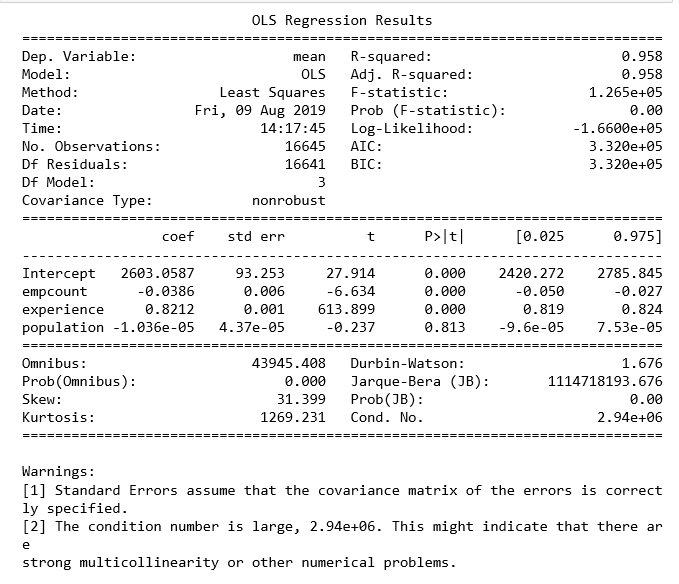 OLS Regression Results
==============================================================================
Dep. Variable: mean R-squared: 0.958
Model: OLS Adj. R-squared: 0.958
Method: Least Squares F-statistic: 1.265e+05
Date: Fri, 09 Aug 2019 Prob (F-statistic): 0.00
Time: 14:17:45 Log-Likelihood: -1.6600e+05
No. Observations: 16645 AIC: 3.320e+05
Df Residuals: 16641 BIC: 3.320e+05
Df Model: 3
Covariance Type: nonrobust
==============================================================================
coef std err t P>|t| [0.025 0.975]
------------------------------------------------------------------------------
Intercept 2603.0587 93.253 27.914 0.000 2420.272 2785.845
empcount -0.0386 0.006 -6.634 0.000 -0.050 -0.027
experience 0.8212 0.001 613.899 0.000 0.819 0.824
population -1.036e-05 4.37e-05 -0.237 0.813 -9.6e-05 7.53e-05
==============================================================================
Omnibus: 43945.408 Durbin-Watson: 1.676
Prob(Omnibus): 0.000 Jarque-Bera (JB): 1114718193.676
Skew: 31.399 Prob(JB): 0.00
Kurtosis: 1269.231 Cond. No. 2.94e+06
==============================================================================
Warnings:
[1] Standard Errors assume that the covariance matrix of the errors is correct
ly specified.
[2] The condition number is large, 2.94e+06. This might indicate that there ar
e
strong multicollinearity or other numerical problems.